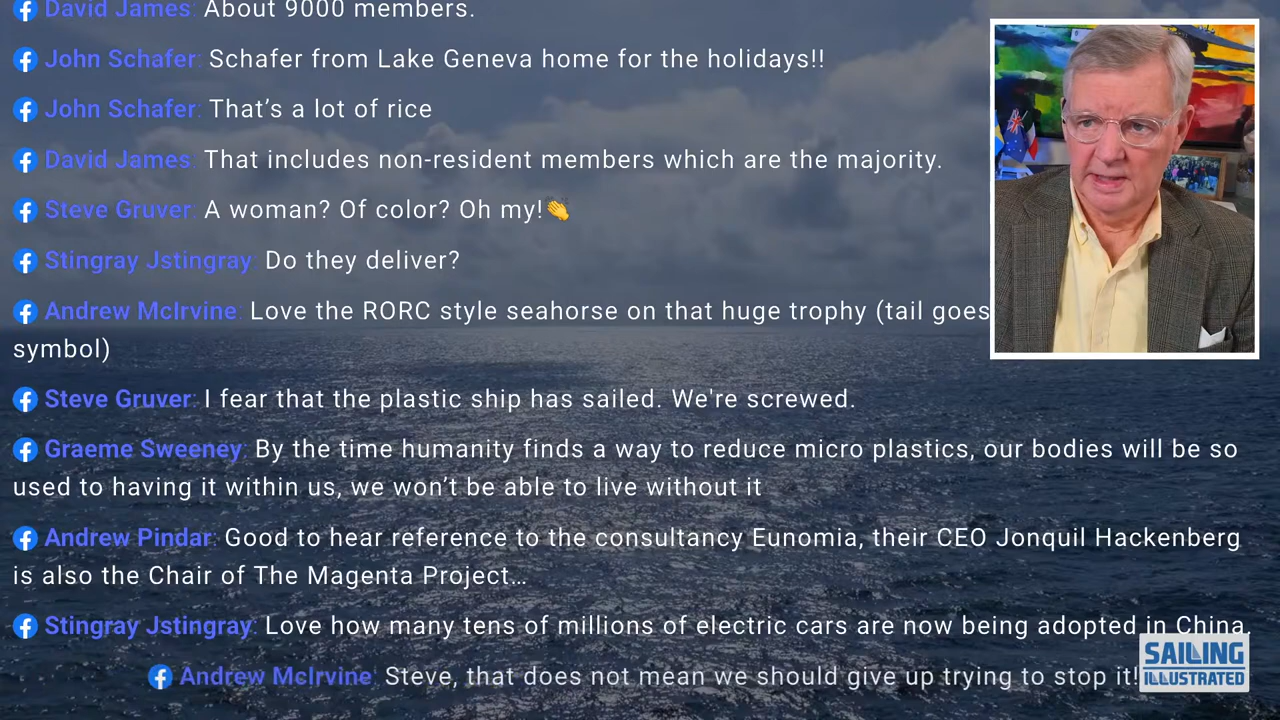 David James: About 9000 members.
John Schafer: Schafer from Lake Geneva home for the holidays!!
John Schafer: That’s a lot of rice
David James: That includes non-resident members which are the majority.
Steve Gruver: A woman? Of color? Oh my!👏
Stingray Jstingray: Do they deliver?
Andrew McIrvine: Love the RORC style seahorse on that huge trophy (tail goes
symbol)
Steve Gruver: I fear that the plastic ship has sailed. We're screwed.
Graeme Sweeney: By the time humanity finds a way to reduce micro plastics, our bodies will be so
used to having it within us, we won’t be able to live without it
Andrew Pindar: Good to hear reference to the consultancy Eunomia, their CEO Jonquil Hackenberg
is also the Chair of The Magenta Project…
Stingray Jstingray: Love how many tens of millions of electric cars are now being adopted in China.
Andrew McIrvine: Steve, that does not mean we should give up trying to stop it!
SAILING
ILLUSTRATED